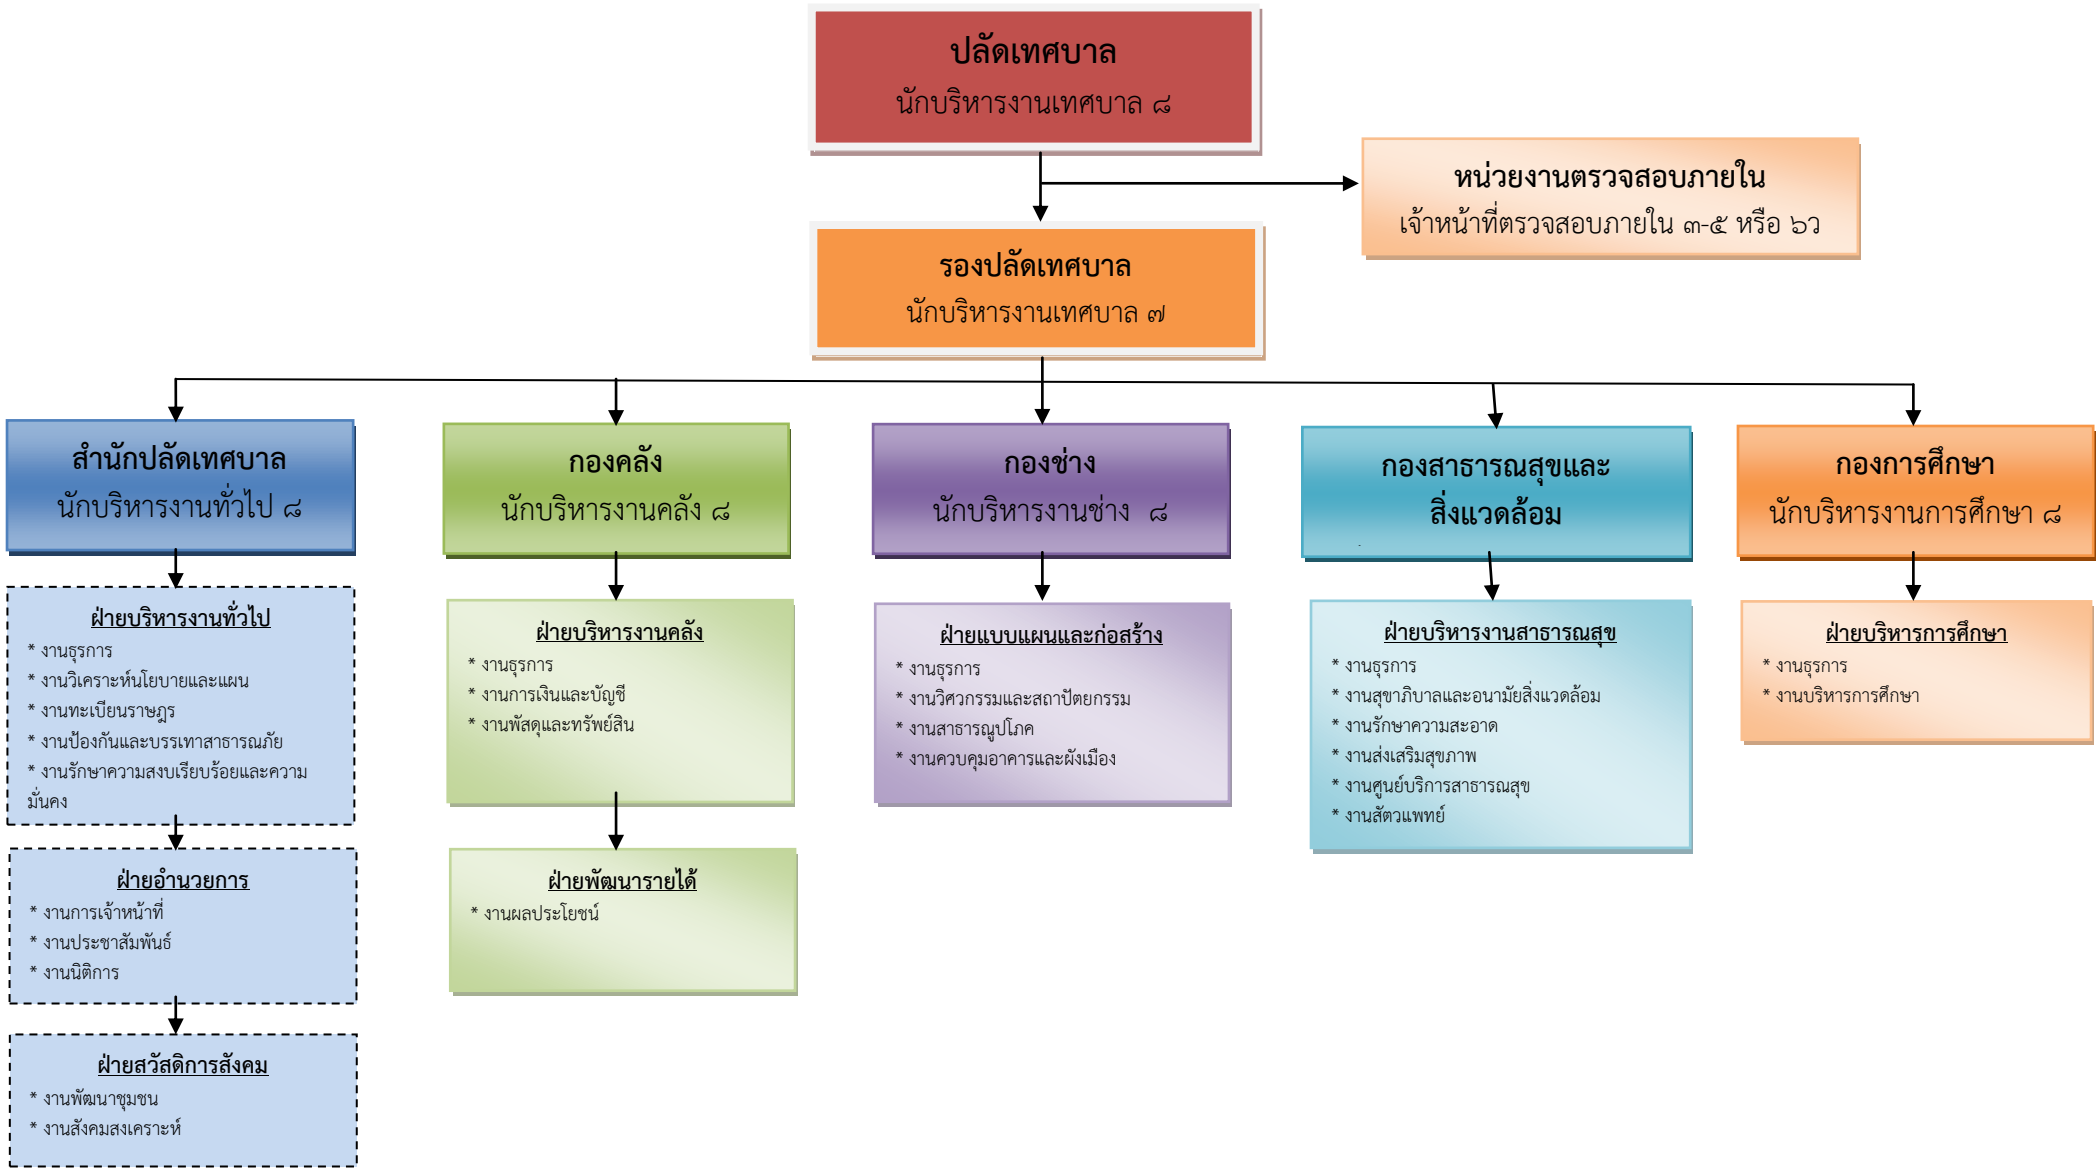 ปลัดเทศบาล
นักบริหารงานเทศบาล ๘
หน่วยงานตรวจสอบภายใน
เจ้าหน้าที่ตรวจสอบภายใน ๓-๕ หรือ ๖ว
รองปลัดเทศบาล
นักบริหารงานเทศบาล ๗
สำนักปลัดเทศบาล
นักบริหารงานทั่วไป ๘
กองคลัง
นักบริหารงานคลัง ๘
กองช่าง
นักบริหารงานช่าง ๘
กองสาธารณสุขและ
สิ่งแวดล้อม
กองการศึกษา
นักบริหารงานการศึกษา ๘
ฝ่ายบริหารงานทั่วไป
* งานธุรการ
* งานวิเคราะห์นโยบายและแผน
* งานทะเบียนราษฎร
* งานป้องกันและบรรเทาสาธารณภัย
* งานรักษาความสงบเรียบร้อยและความ
มั่นคง
ฝ่ายอำนวยการ
* งานการเจ้าหน้าที่
* งานประชาสัมพันธ์
* งานนิติการ
ฝ่ายสวัสดิการสังคม
* งานพัฒนาชุมชน
* งานสังคมสงเคราะห์
ฝ่ายบริหารงานคลัง
* งานธุรการ
* งานการเงินและบัญชี
* งานพัสดุและทรัพย์สิน
ฝ่ายพัฒนารายได้
* งานผลประโยชน์
ฝ่ายแบบแผนและก่อสร้าง
* งานธุรการ
* งานวิศวกรรมและสถาปัตยกรรม
* งานสาธารณูปโภค
* งานควบคุมอาคารและผังเมือง
ฝ่ายบริหารงานสาธารณสุข
* งานธุรการ
* งานสุขาภิบาลและอนามัยสิ่งแวดล้อม
* งานรักษาความสะอาด
* งานส่งเสริมสุขภาพ
* งานศูนย์บริการสาธารณสุข
* งานสัตวแพทย์
ฝ่ายบริหารการศึกษา
* งานธุรการ
* งานบริหารการศึกษา